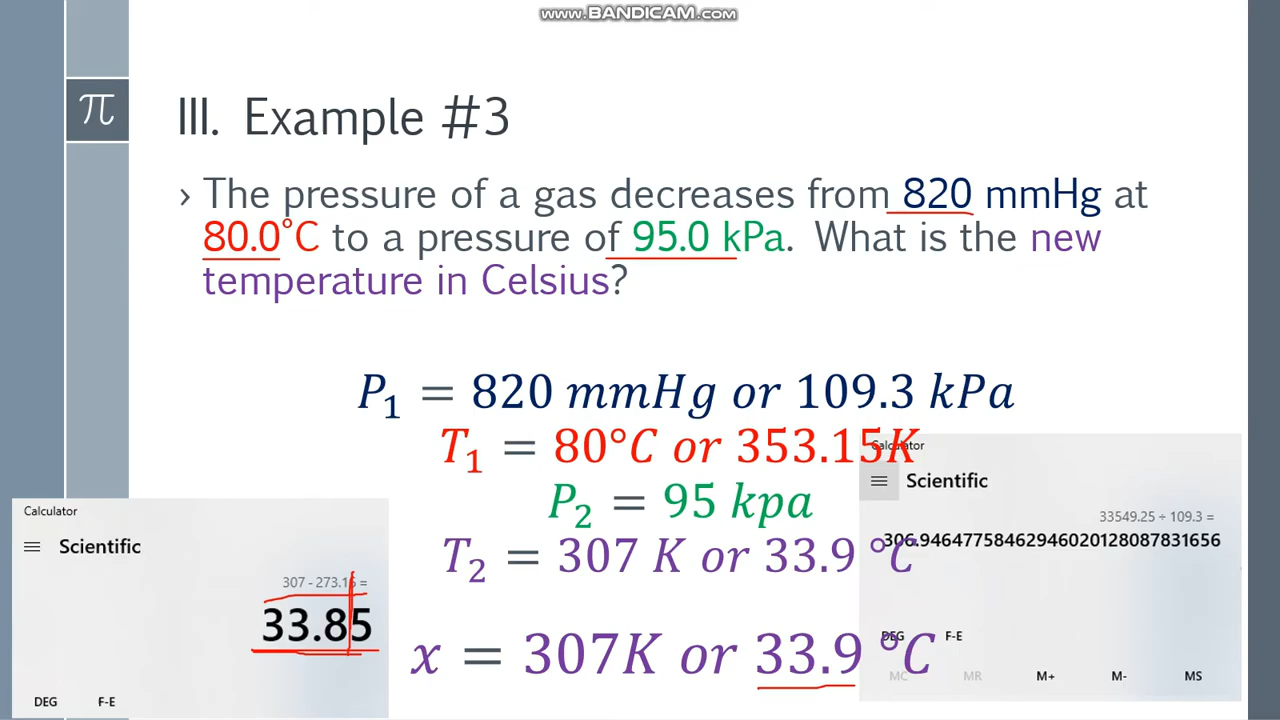 www.BANDICAM.com
π
III. Example #3
› The pressure of a gas decreases from 820 mmHg at
80.0°C to a pressure of 95.0 kPa. What is the new
temperature in Celsius?
P₁ = 820 mmHg or 109.3 kPa
T₁ = 80°C or 353.15K
P₂ = 95 kpa
T₂ = 307 K or 33.9 °C
x = 307K or 33.9 °C
Calculator
Scientific
307 - 273.15 =
33.85
DEG F-E
Calculator
Scientific
33549.25 ÷ 109.3 =
306.94647758462946020128087831656
DEG F-E
MC MR M+ M- MS